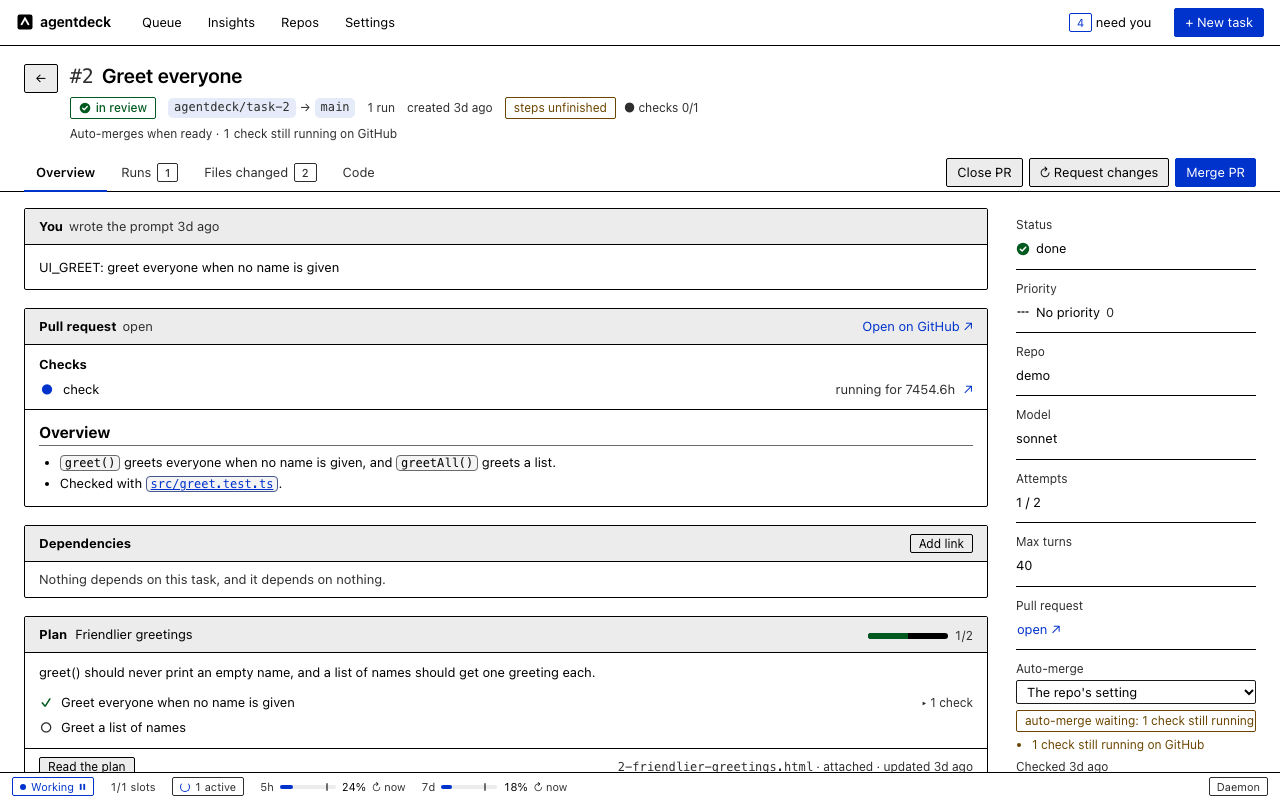 agentdeck Queue Insights Repos Settings 4 need you + New task
← #2 Greet everyone
in review agentdeck/task-2 → main 1 run created 3d ago steps unfinished checks 0/1
Auto-merges when ready · 1 check still running on GitHub
Overview Runs 1 Files changed 2 Code Close PR ↻ Request changes Merge PR
You wrote the prompt 3d ago
UI_GREET: greet everyone when no name is given
Pull request open Open on GitHub ↗
Checks
check running for 7454.6h ↗
Overview
• greet() greets everyone when no name is given, and greetAll() greets a list.
• Checked with src/greet.test.ts.
Dependencies Add link
Nothing depends on this task, and it depends on nothing.
Plan Friendlier greetings 1/2
greet() should never print an empty name, and a list of names should get one greeting each.
✓ Greet everyone when no name is given ▸ 1 check
Greet a list of names
Read the plan 2-friendlier-greetings.html · attached · updated 3d ago
Status
done
Priority
--- No priority 0
Repo
demo
Model
sonnet
Attempts
1 / 2
Max turns
40
Pull request
open ↗
Auto-merge
The repo's setting
auto-merge waiting: 1 check still running
• 1 check still running on GitHub
Checked 3d ago
Working 1/1 slots 1 active 5h 24% ↻ now 7d 18% ↻ now Daemon